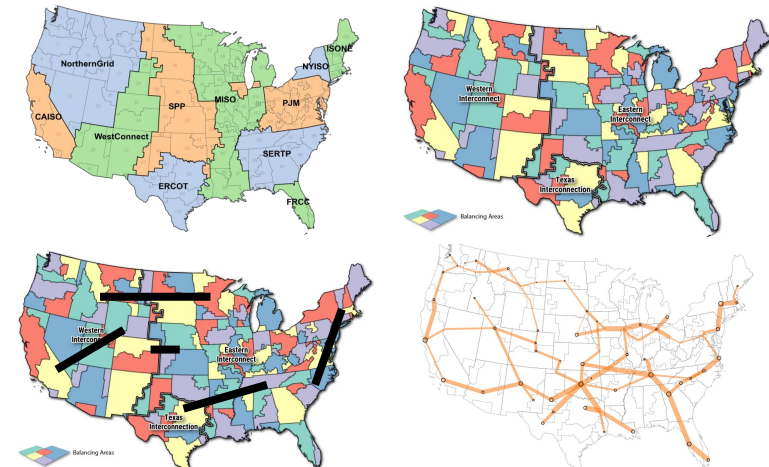 NorthernGrid
ISONE
NYISO
MISO
SPP
PJM
CAISO
WestConnect
SERTP
ERCOT
FRCC
Western
Interconnect
Eastern
Interconnect
Texas
Interconnection
Balancing Areas
Western
Eastern
Interconnect
Texas
Interconnection
Balancing Areas